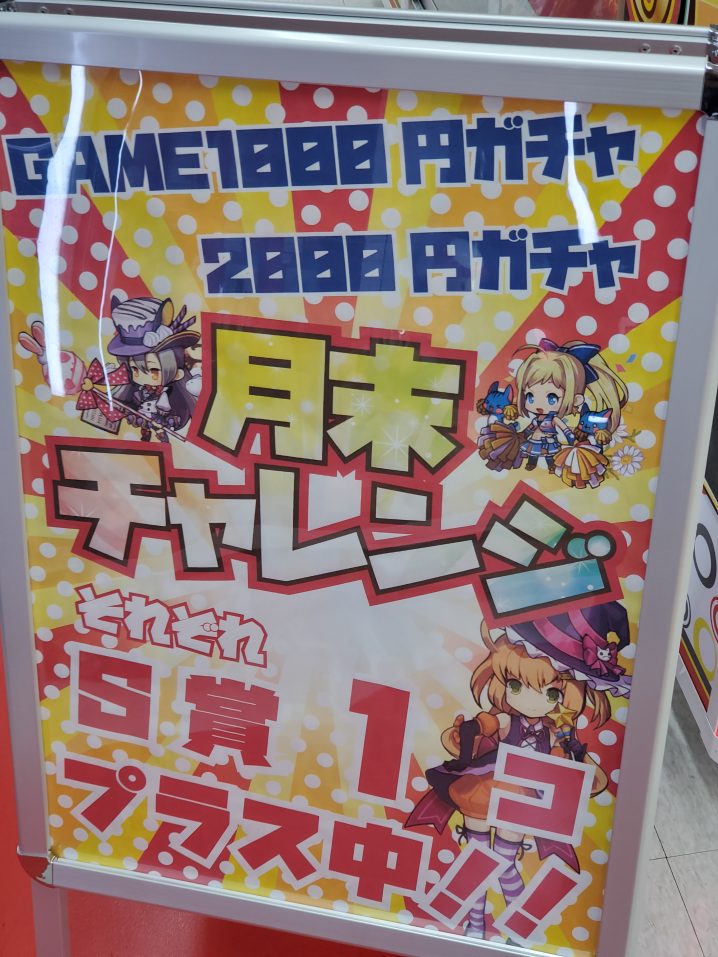 GAME1000円ガチャ
2000円ガチャ
月末
チャレンジ
それぞれ
S賞1コ
プラス中!!